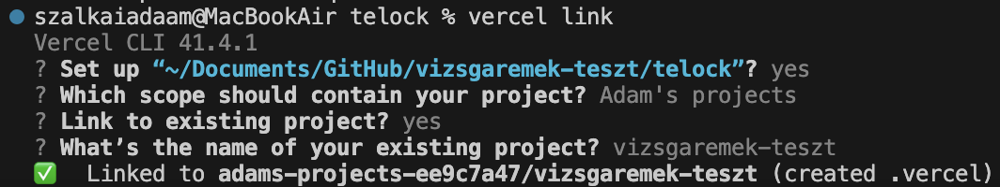 szalkaiadaam@MacBookAir telock % vercel link
Vercel CLI 41.4.1
? Set up “~/Documents/GitHub/vizsgaremek-teszt/telock”? yes
? Which scope should contain your project? Adam's projects
? Link to existing project? yes
? What’s the name of your existing project? vizsgaremek-teszt
✅  Linked to adams-projects-ee9c7a47/vizsgaremek-teszt (created .vercel)